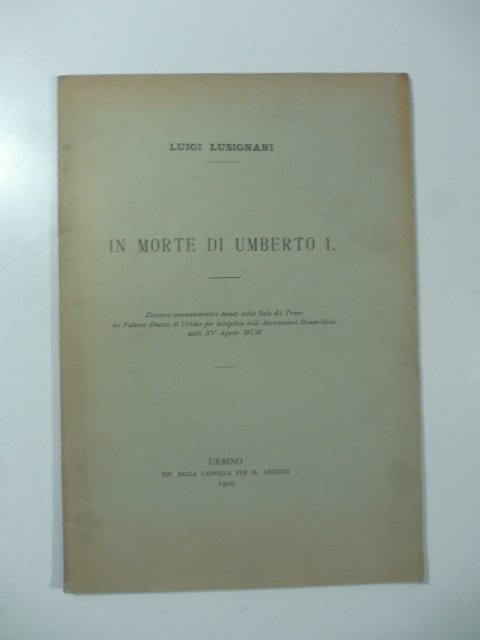 LUIGI LUSIGNANI
IN MORTE DI UMBERTO I.
Discorso commemorativo tenuto nella Sala del Trono
del Palazzo Ducale di Urbino per iniziativa delle Associazioni Monarchiche
addì XV Agosto MCM
URBINO
TIP. DELLA CAPPELLA PER M. ARDUINI
1900